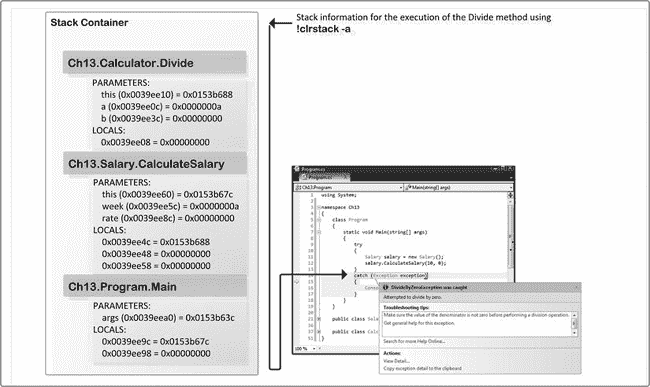 Stack Container
Stack information for the execution of the Divide method using
!clrstack -a
Ch13.Calculator.Divide
PARAMETERS:
this (0x0039ee10) = 0x0153b688
a (0x0039ee0c) = 0x0000000a
b (0x0039ee3c) = 0x00000000
LOCALS:
0x0039ee08 = 0x00000000
Ch13.Salary.CalculateSalary
PARAMETERS:
this (0x0039ee60) = 0x0153b67c
week (0x0039ee5c) = 0x0000000a
rate (0x0039ee8c) = 0x00000000
LOCALS:
0x0039ee4c = 0x0153b688
0x0039ee48 = 0x00000000
0x0039ee58 = 0x00000000
Ch13.Program.Main
PARAMETERS:
args (0x0039eea0) = 0x0153b63c
LOCALS:
0x0039ee9c = 0x0153b67c
0x0039ee98 = 0x00000000
Program.cs
Program.cs
Ch13.Program
Main(string[] args)
using System;
namespace Ch13
{
class Program
{
static void Main(string[] args)
{
try
{
Salary salary = new Salary();
salary.CalculateSalary(10, 0);
}
catch (Exception exception)
{
}
}
public class
public class
}
100 %
DivideByZeroException was caught
Attempted to divide by zero.
Troubleshooting tips:
Make sure the value of the denominator is not zero before performing a division operation.
Get general help for this exception.
Search for more Help Online...
Actions:
View Detail...
Copy exception detail to the clipboard